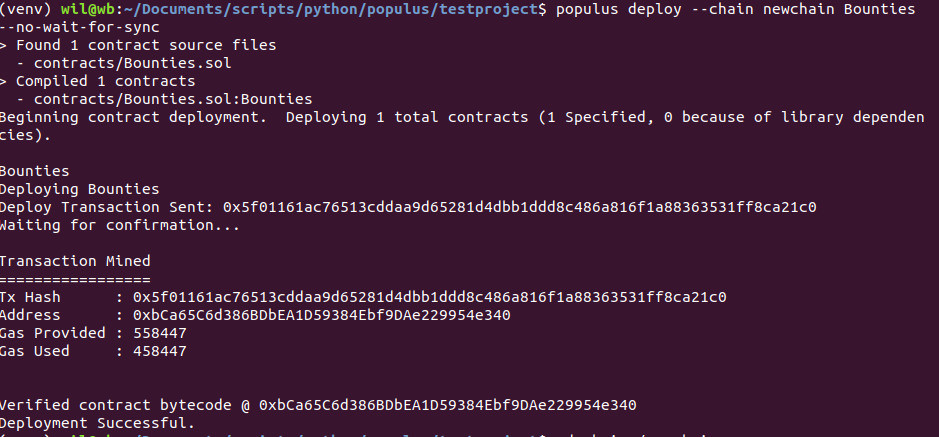 (venv) wil@wb:~/Documents/scripts/python/populus/testproject$ populus deploy --chain newchain Bounties
--no-wait-for-sync
> Found 1 contract source files
  - contracts/Bounties.sol
> Compiled 1 contracts
  - contracts/Bounties.sol:Bounties
Beginning contract deployment.  Deploying 1 total contracts (1 Specified, 0 because of library dependen
cies).
Bounties
Deploying Bounties
Deploy Transaction Sent: 0x5f01161ac76513cddaa9d65281d4dbb1ddd8c486a816f1a88363531ff8ca21c0
Waiting for confirmation...
Transaction Mined
=================
Tx Hash      : 0x5f01161ac76513cddaa9d65281d4dbb1ddd8c486a816f1a88363531ff8ca21c0
Address      : 0xbCa65C6d386BDbEA1D59384Ebf9DAe229954e340
Gas Provided : 558447
Gas Used     : 458447
Verified contract bytecode @ 0xbCa65C6d386BDbEA1D59384Ebf9DAe229954e340
Deployment Successful.